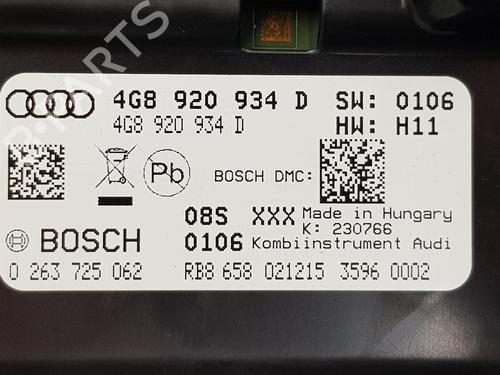 4G8 920 934 D SW: 0106
4G8 920 934 D HW: H11
Pb
BOSCH DMC:
08S XXX Made in Hungary
K: 230766
BOSCH 0106 Kombiinstrument Audi
0 263 725 062 RB8 658 021215 3596 0002